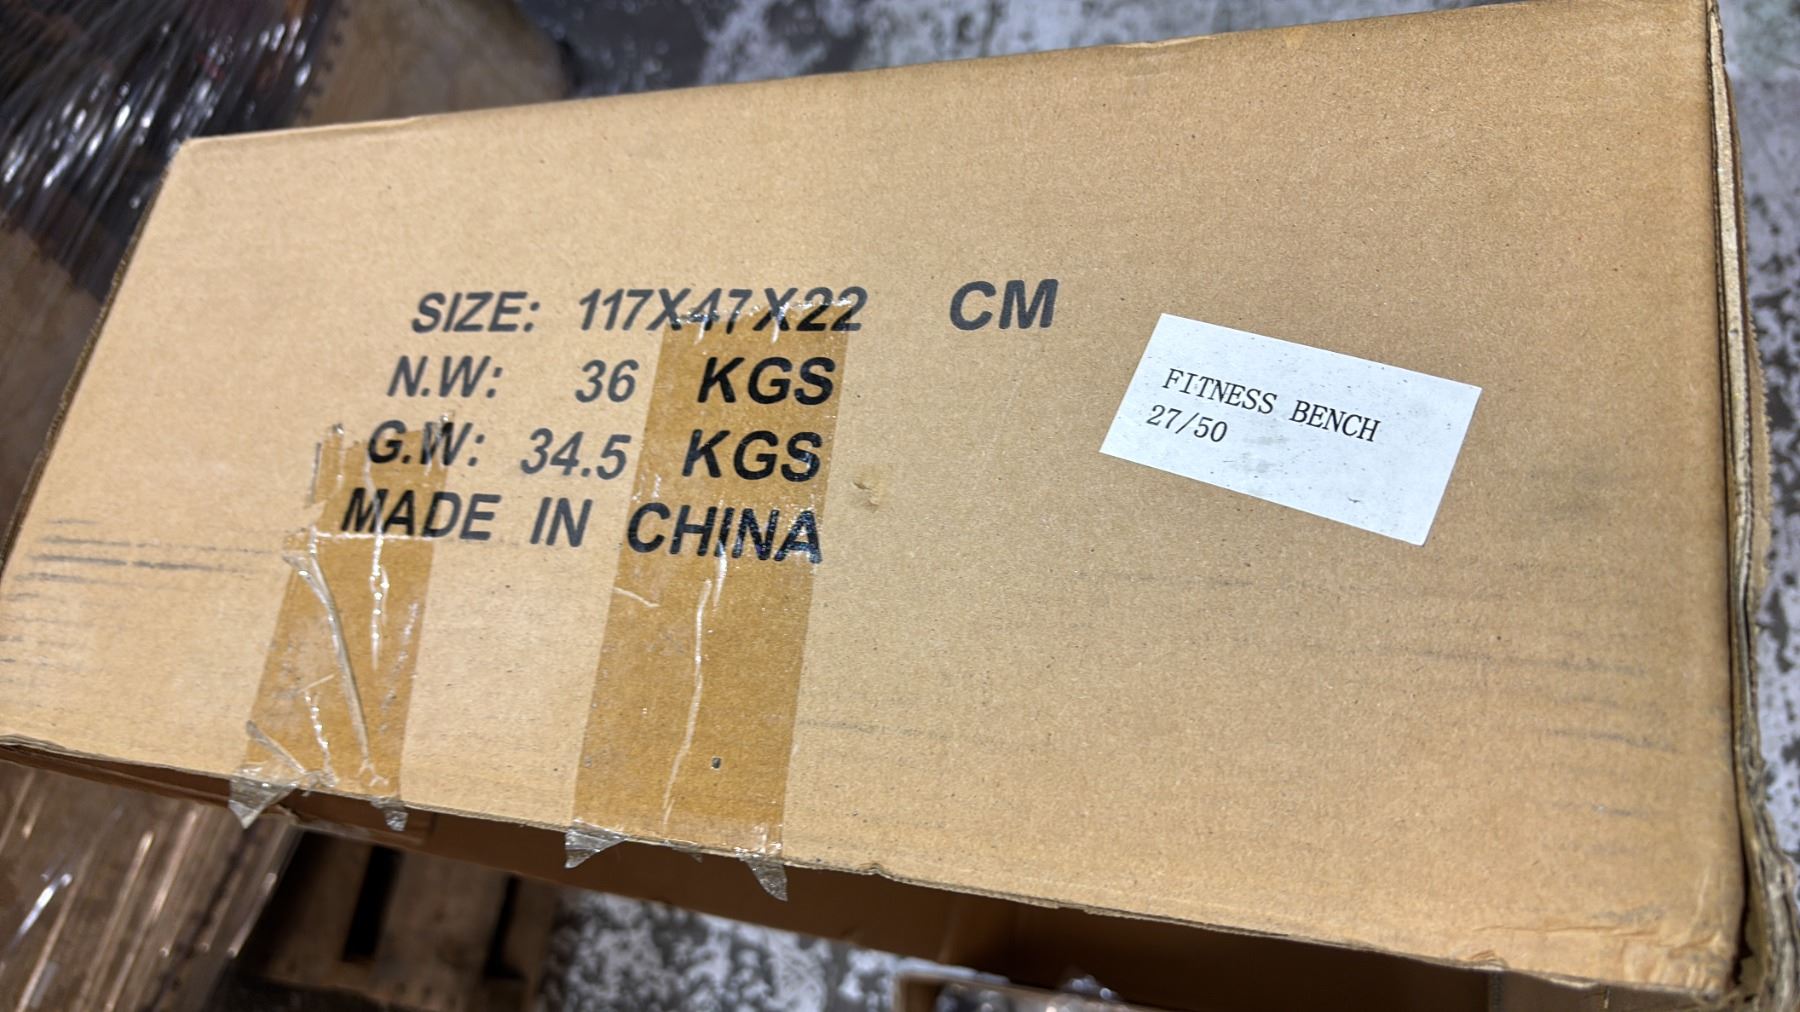 SIZE: 117X47X22 CM
N.W: 36 KGS
G.W: 34.5 KGS
MADE IN CHINA
FITNESS BENCH
27/50